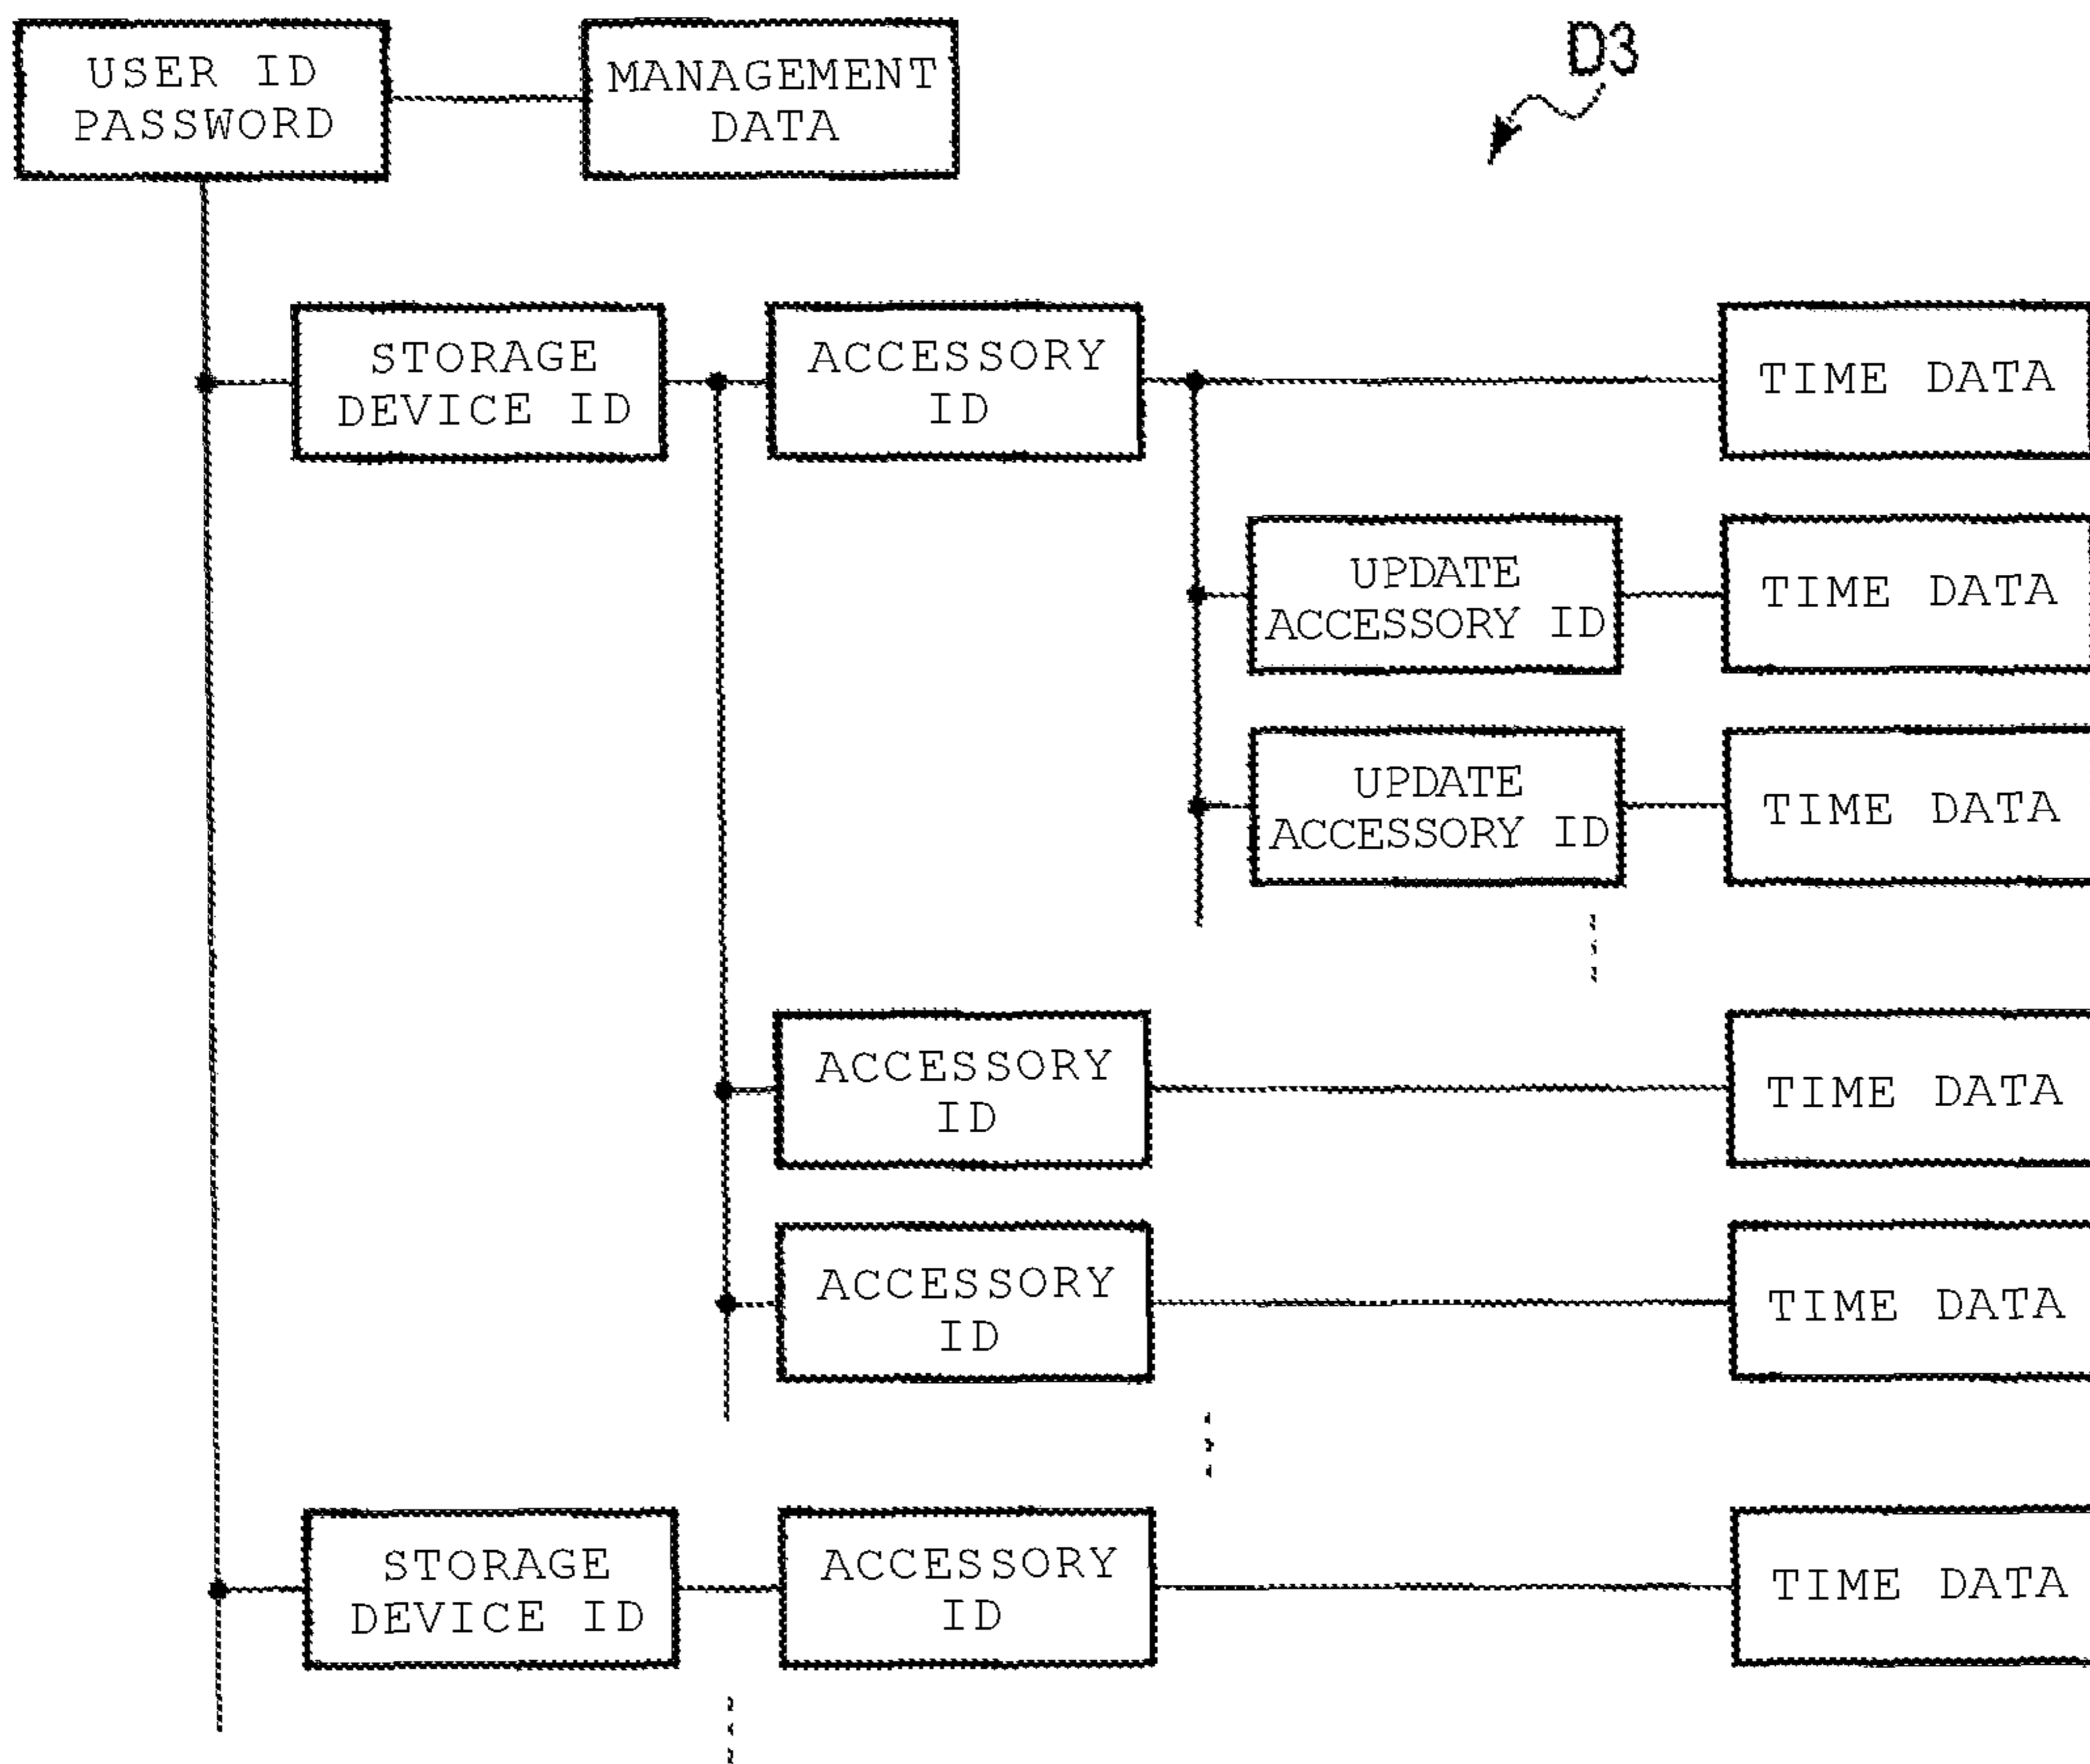 USER ID
PASSWORD
MANAGEMENT
DATA
D3
STORAGE
DEVICE ID
ACCESSORY
ID
TIME DATA
UPDATE
ACCESSORY ID
TIME DATA
UPDATE
ACCESSORY ID
TIME DATA
ACCESSORY
ID
TIME DATA
ACCESSORY
ID
TIME DATA
STORAGE
DEVICE ID
ACCESSORY
ID
TIME DATA